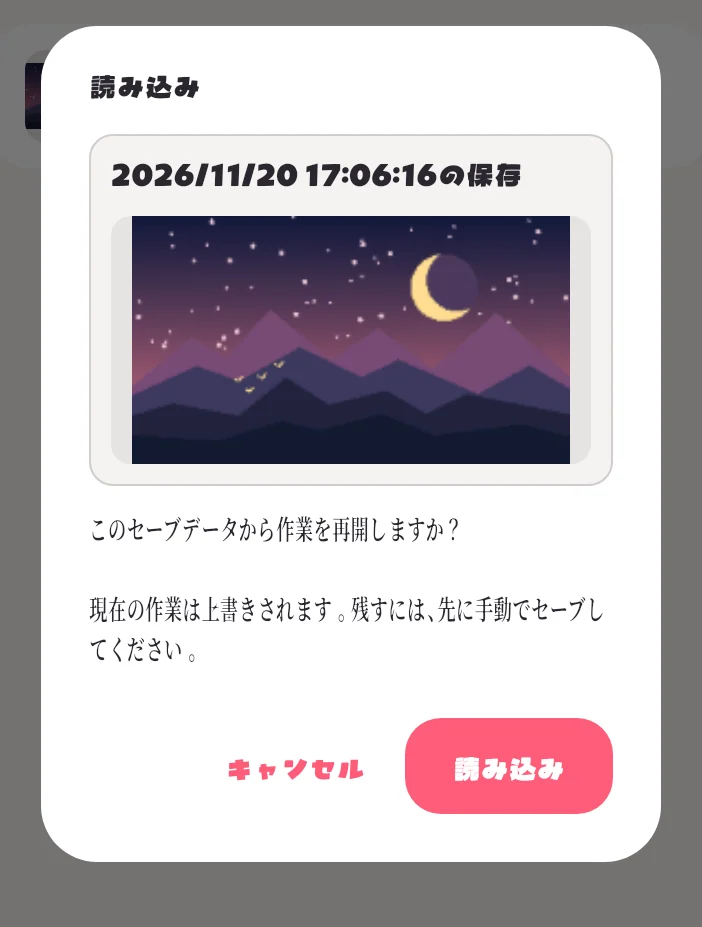 読み込み
2026/11/20 17:06:16の保存
このセーブデータから作業を再開しますか？
現在の作業は上書きされます。残すには、先に手動でセーブし
てください。
キャンセル
読み込み